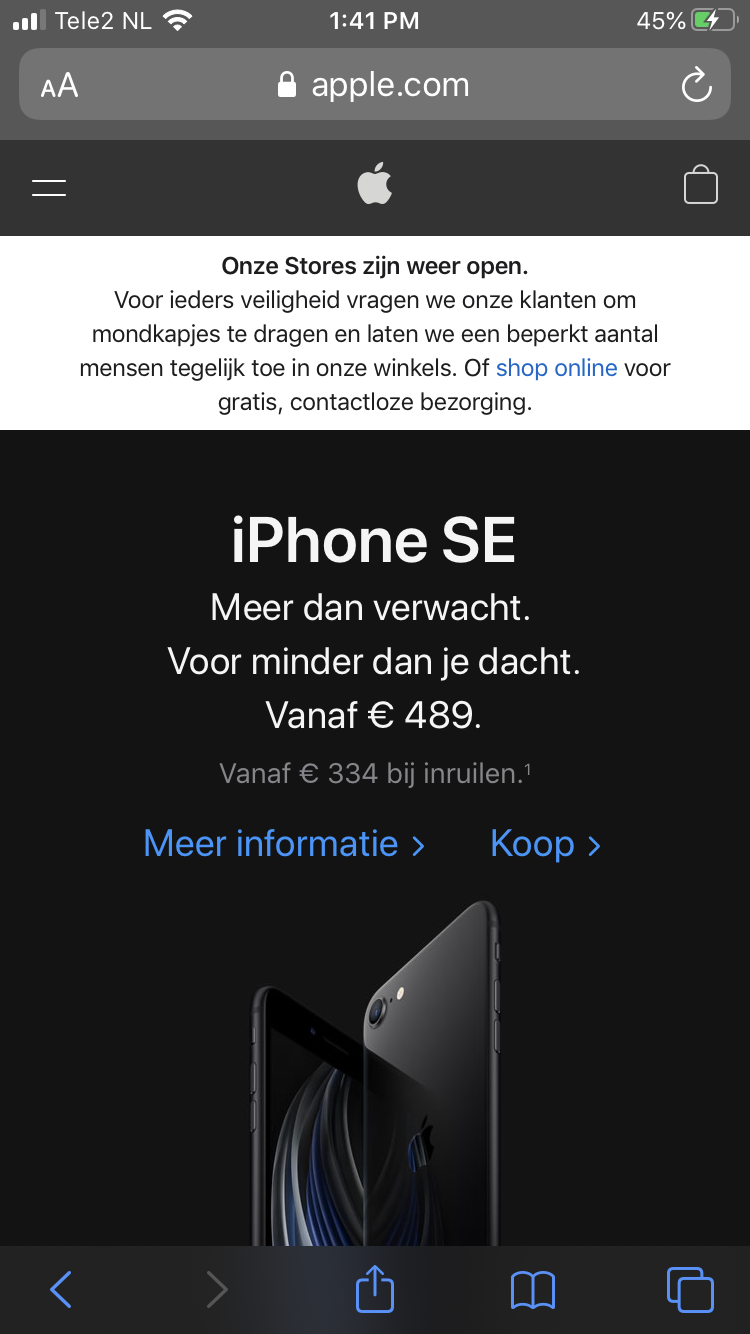 Tele2 NL 1:41 PM 45%
AA apple.com
Onze Stores zijn weer open.
Voor ieders veiligheid vragen we onze klanten om
mondkapjes te dragen en laten we een beperkt aantal
mensen tegelijk toe in onze winkels. Of shop online voor
gratis, contactloze bezorging.
iPhone SE
Meer dan verwacht.
Voor minder dan je dacht.
Vanaf € 489.
Vanaf € 334 bij inruilen.¹
Meer informatie > Koop >